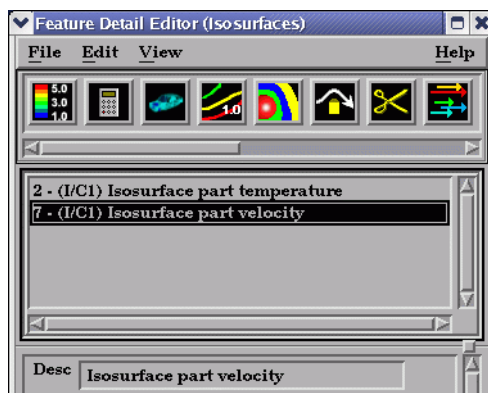 Feature Detail Editor (Isosurfaces)
File Edit View Help
5.0
3.0
1.0
1.0
2 - (I/C1) Isosurface part temperature
7 - (I/C1) Isosurface part velocity
Desc Isosurface part velocity